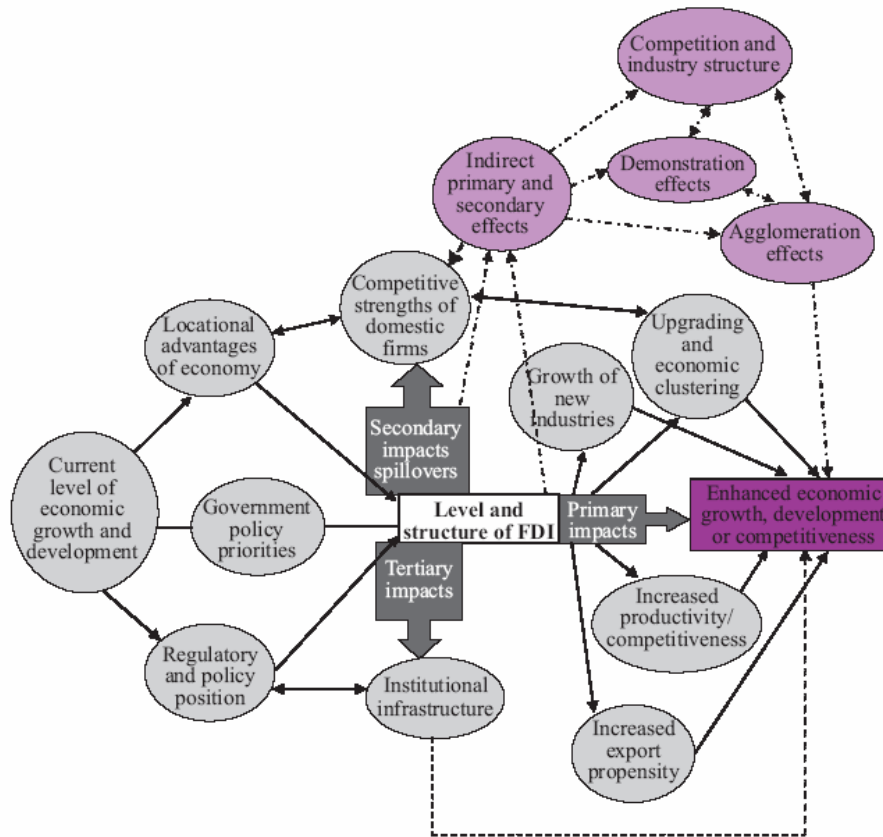 Competition and
industry structure
Indirect
primary and
secondary
effects
Demonstration
effects
Agglomeration
effects
Competitive
strengths of
domestic
firms
Locational
advantages
of economy
Upgrading
and
economic
clustering
Growth of
new
industries
Secondary
impacts
spillovers
Current
level of
economic
growth and
development
Government
policy
priorities
Level and
structure of FDI
Primary
impacts
Enhanced economic
growth, development
or competitiveness
Tertiary
impacts
Increased
productivity/
competitiveness
Regulatory
and policy
position
Institutional
infrastructure
Increased
export
propensity